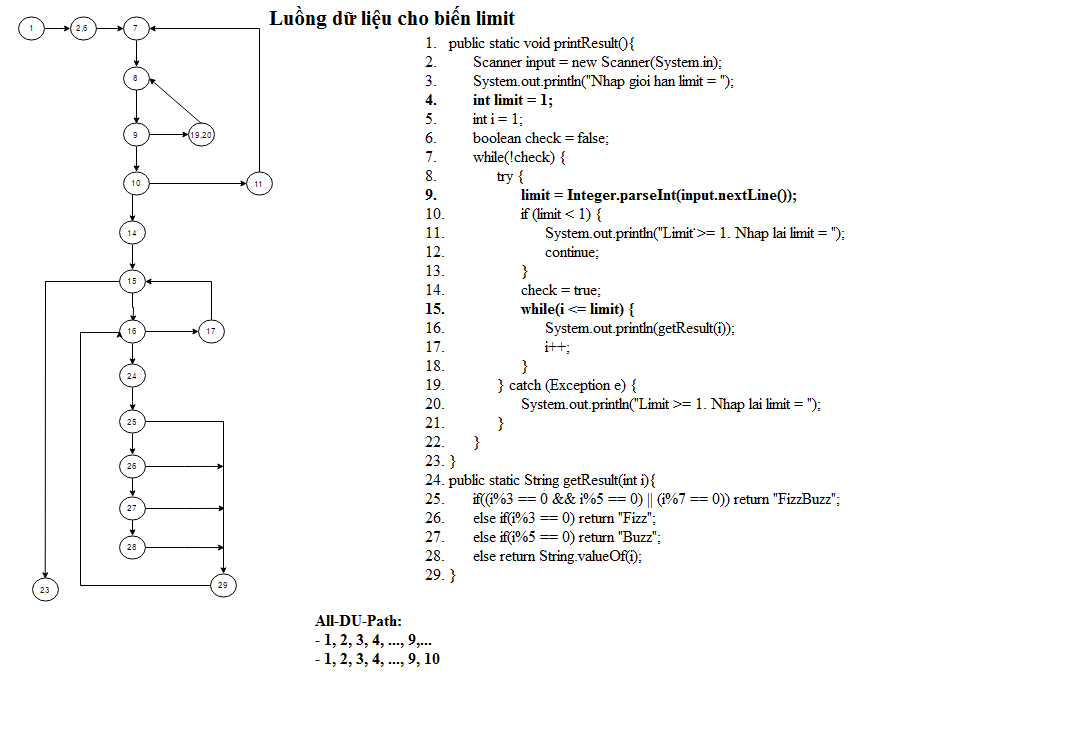 Luồng dữ liệu cho biến limit
1. public static void printResult(){
2. Scanner input = new Scanner(System.in);
3. System.out.println("Nhap gioi han limit = ");
4. int limit = 1;
5. int i = 1;
6. boolean check = false;
7. while(!check) {
8. try {
9. limit = Integer.parseInt(input.nextLine());
10. if (limit < 1) {
11. System.out.println("Limit >= 1. Nhap lai limit = ");
12. continue;
13. }
14. check = true;
15. while(i <= limit) {
16. System.out.println(getResult(i));
17. i++;
18. }
19. } catch (Exception e) {
20. System.out.println("Limit >= 1. Nhap lai limit = ");
21. }
22. }
23. }
24. public static String getResult(int i){
25. if((i%3 == 0 && i%5 == 0) || (i%7 == 0)) return "FizzBuzz";
26. else if(i%3 == 0) return "Fizz";
27. else if(i%5 == 0) return "Buzz";
28. else return String.valueOf(i);
29. }
1
2,6
7
8
9
19,20
10
11
14
15
16
17
24
25
26
27
28
23
29
All-DU-Path:
- 1, 2, 3, 4, ..., 9,...
- 1, 2, 3, 4, ..., 9, 10